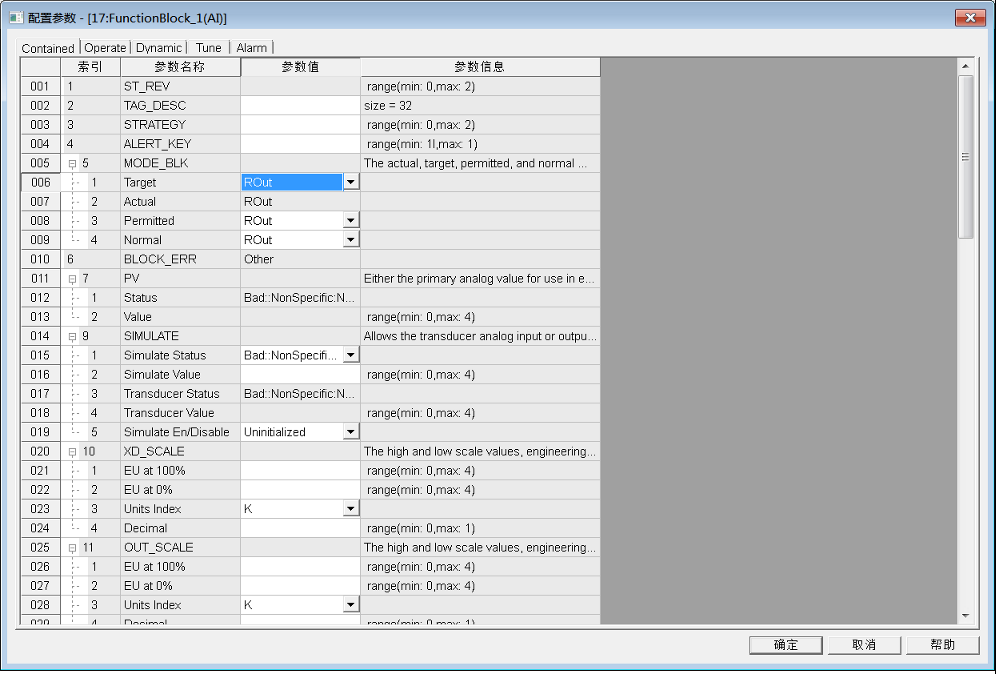 配置参数 - [17:FunctionBlock_1(AI)]
Contained Operate Dynamic Tune Alarm
索引 参数名称 参数值 参数信息
001 1 ST_REV range(min: 0,max: 2)
002 2 TAG_DESC size = 32
003 3 STRATEGY range(min: 0,max: 2)
004 4 ALERT_KEY range(min: 1l,max: 1)
005 5 MODE_BLK The actual, target, permitted, and normal ...
006 1 Target ROut
007 2 Actual ROut
008 3 Permitted ROut
009 4 Normal ROut
010 6 BLOCK_ERR Other
011 7 PV Either the primary analog value for use in e...
012 1 Status Bad::NonSpecific:N...
013 2 Value range(min: 0,max: 4)
014 9 SIMULATE Allows the transducer analog input or outpu...
015 1 Simulate Status Bad::NonSpecifi...
016 2 Simulate Value range(min: 0,max: 4)
017 3 Transducer Status Bad::NonSpecific:N...
018 4 Transducer Value range(min: 0,max: 4)
019 5 Simulate En/Disable Uninitialized
020 10 XD_SCALE The high and low scale values, engineering...
021 1 EU at 100% range(min: 0,max: 4)
022 2 EU at 0% range(min: 0,max: 4)
023 3 Units Index K
024 4 Decimal range(min: 0,max: 1)
025 11 OUT_SCALE The high and low scale values, engineering...
026 1 EU at 100% range(min: 0,max: 4)
027 2 EU at 0% range(min: 0,max: 4)
028 3 Units Index K
029 4 Decimal range(min: 0,max: 1)
确定 取消 帮助